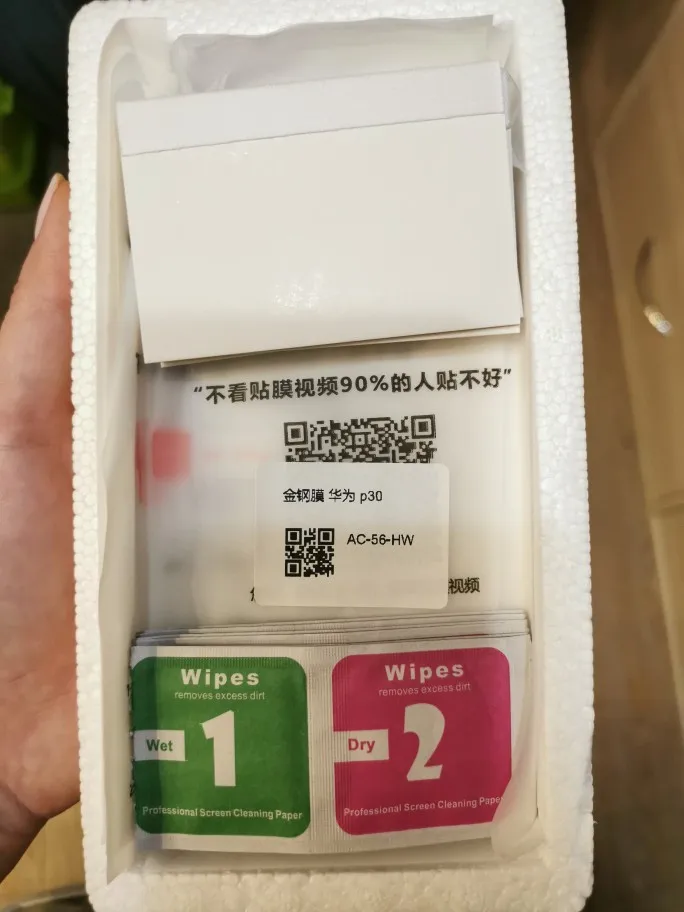 “不看贴膜视频90%的人贴不好”
金钢膜 华为 p30
AC-56-HW
视频
Wipes
removes excess dirt
Wet
1
Professional Screen Cleaning Paper
Wipes
removes excess dirt
Dry
2
Professional Screen Cleaning Paper